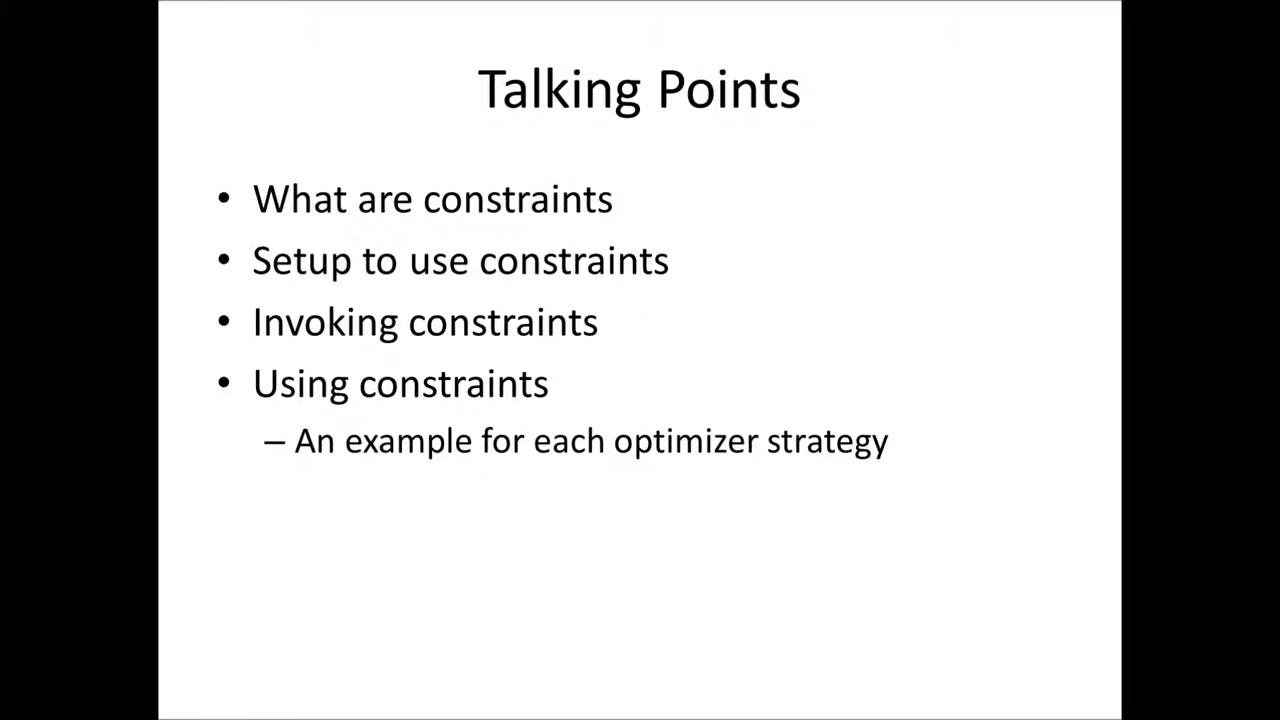 Talking Points
• What are constraints
• Setup to use constraints
• Invoking constraints
• Using constraints
– An example for each optimizer strategy